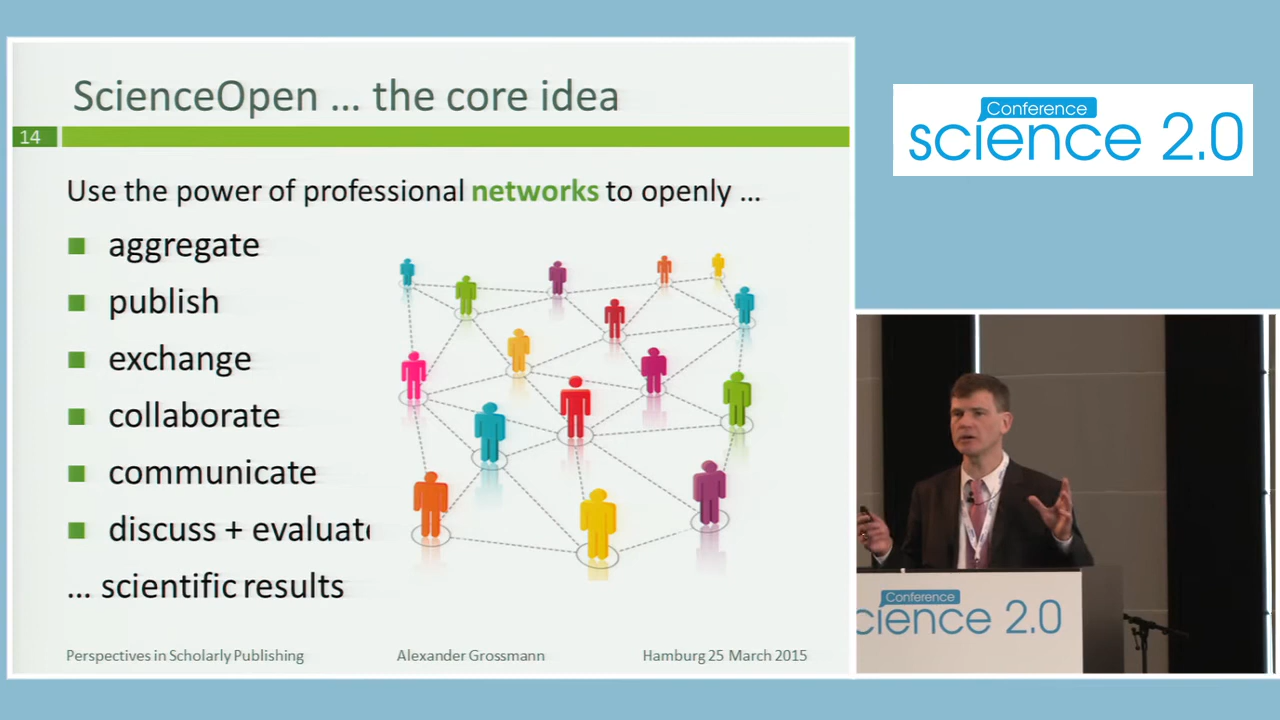 ScienceOpen ... the core idea
14
Use the power of professional networks to openly ...
aggregate
publish
exchange
collaborate
communicate
discuss + evaluate
... scientific results
Perspectives in Scholarly Publishing
Alexander Grossmann
Hamburg 25 March 2015
Conference
science 2.0
Conference
cience 2.0